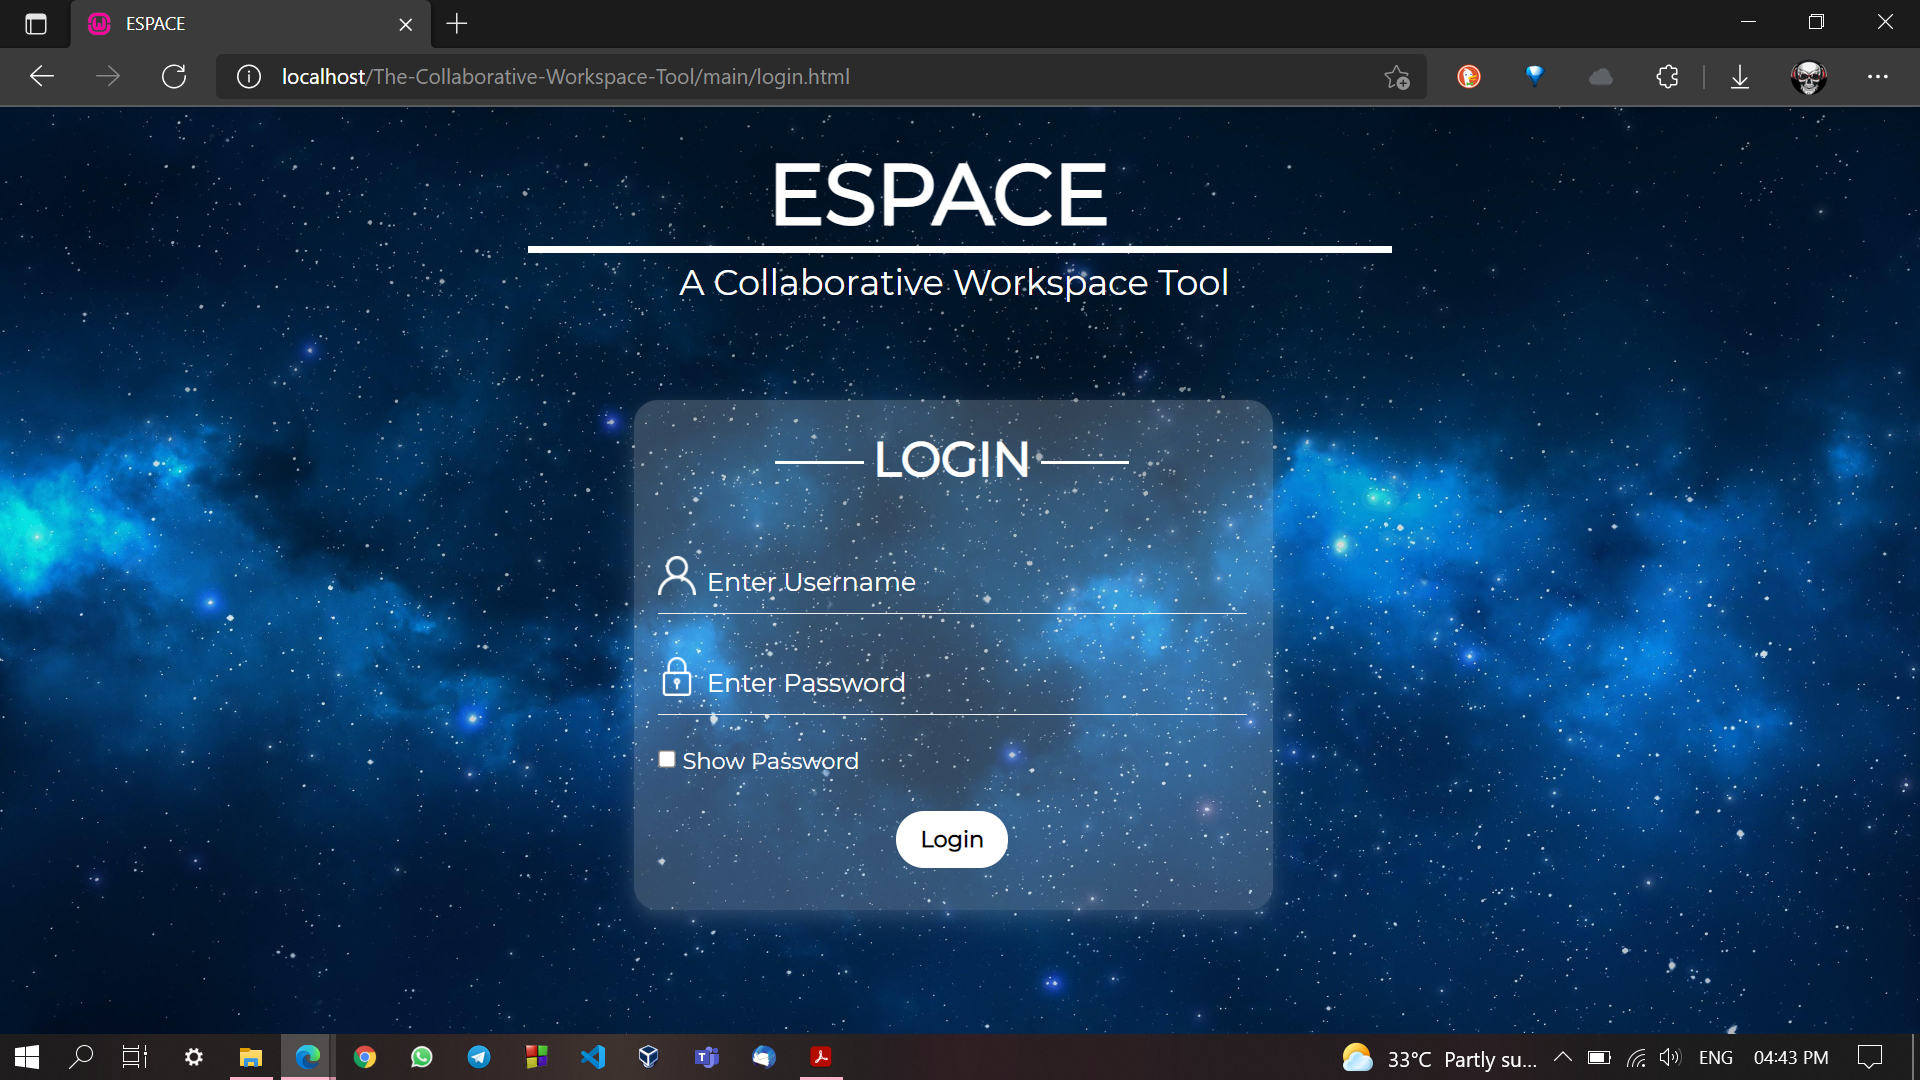 ESPACE
localhost/The-Collaborative-Workspace-Tool/main/login.html
ESPACE
A Collaborative Workspace Tool
LOGIN
Enter Username
Enter Password
Show Password
Login
33°C Partly su... ENG 04:43 PM